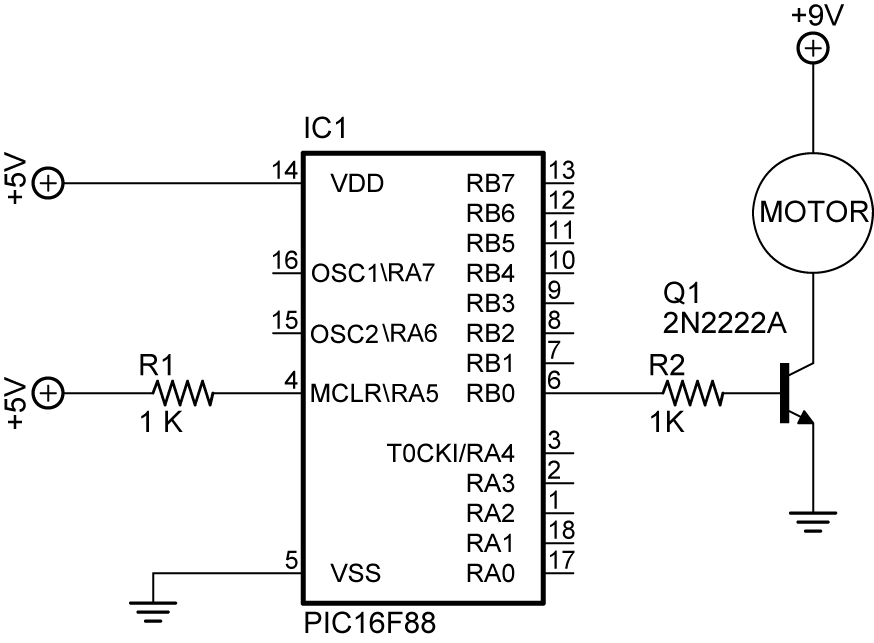 +9V
IC1
+5V
14
VDD
RB7
13
RB6
12
MOTOR
RB5
11
16
OSC1\RA7
RB4
10
RB3
9
Q1
2N2222A
15
OSC2\RA6
RB2
8
RB1
7
R1
R2
+5V
4
MCLR\RA5
RB0
6
1 K
1K
T0CKI/RA4
3
RA3
2
RA2
1
RA1
18
5
VSS
RA0
17
PIC16F88